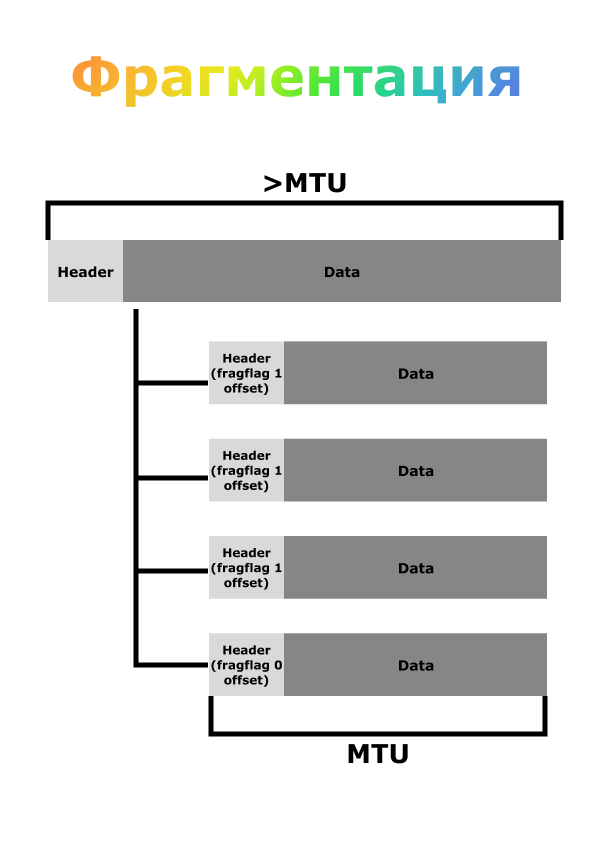 Фрагментация
>MTU
Header
Data
Header
(fragflag 1
offset)
Data
Header
(fragflag 1
offset)
Data
Header
(fragflag 1
offset)
Data
Header
(fragflag 0
offset)
Data
MTU